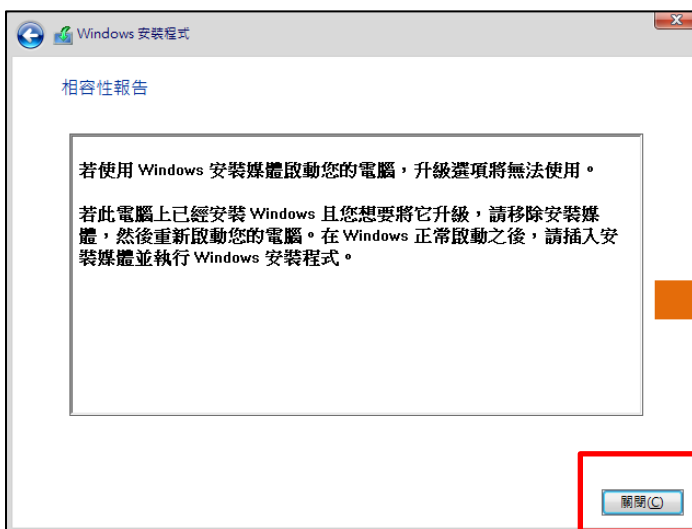 Windows 安裝程式
相容性報告
若使用 Windows 安裝媒體啟動您的電腦，升級選項將無法使用。
若此電腦上已經安裝 Windows 且您想要將它升級，請移除安裝媒
體，然後重新啟動您的電腦。在 Windows 正常啟動之後，請插入安
裝媒體並執行 Windows 安裝程式。
關閉(C)